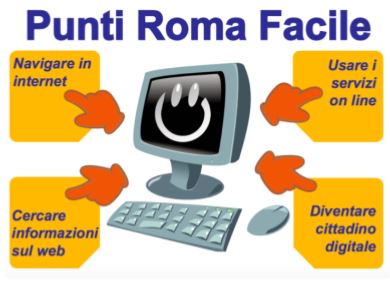 Punti Roma Facile
Navigare in
internet
Usare i
servizi
on line
Cercare
informazioni
sul web
Diventare
cittadino
digitale